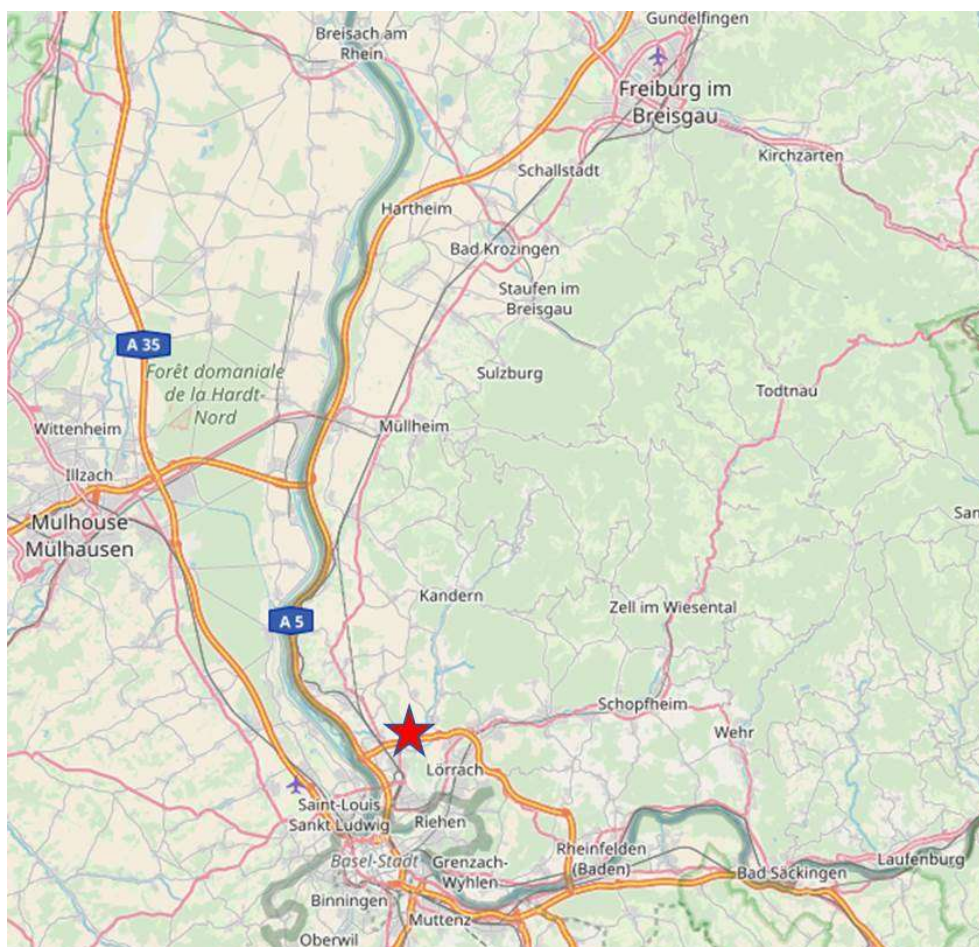 Gundelfingen
Breisach am
Rhein
Freiburg im
Breisgau
Kirchzarten
Schallstadt
Hartheim
Bad Krozingen
Staufen im
Breisgau
A 35
Forêt domaniale
de la Hardt-
Nord
Sulzburg
Todtnau
Wittenheim
Müllheim
Illzach
Mulhouse
Mülhausen
San
Kandern
Zell im Wiesental
A 5
Schopfheim
Wehr
Lörrach
Saint-Louis
Sankt Ludwig
Riehen
Basel-Stadt
Grenzach-
Wyhlen
Rheinfelden
(Baden)
Bad Säckingen
Laufenburg
Binningen
Muttenz
Oberwil